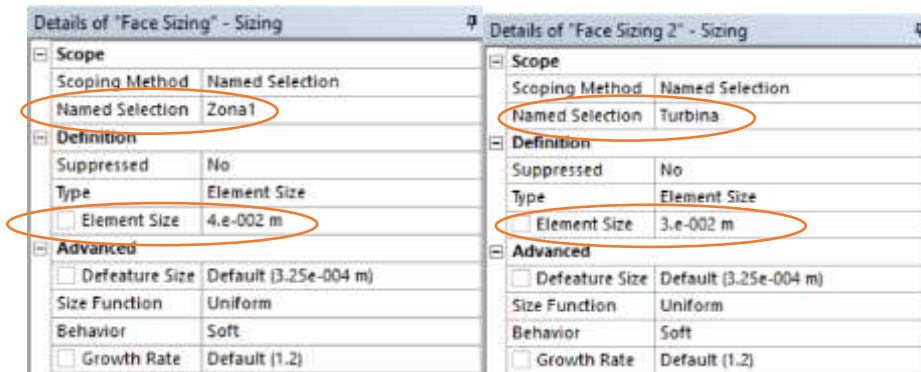 Details of "Face Sizing" - Sizing
Scope
Scoping Method Named Selection
Named Selection Zona1
Definition
Suppressed No
Type Element Size
Element Size 4.e-002 m
Advanced
Defeature Size Default (3.25e-004 m)
Size Function Uniform
Behavior Soft
Growth Rate Default (1.2)
Details of "Face Sizing 2" - Sizing
Scope
Scoping Method Named Selection
Named Selection Turbina
Definition
Suppressed No
Type Element Size
Element Size 3.e-002 m
Advanced
Defeature Size Default (3.25e-004 m)
Size Function Uniform
Behavior Soft
Growth Rate Default (1.2)